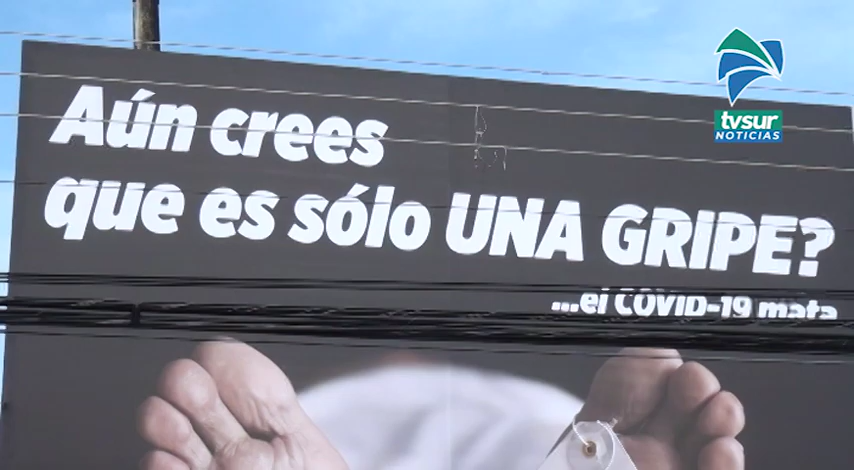 tvsur
NOTICIAS
Aún crees
que es sólo UNA GRIPE?
...el COVID-19 mata